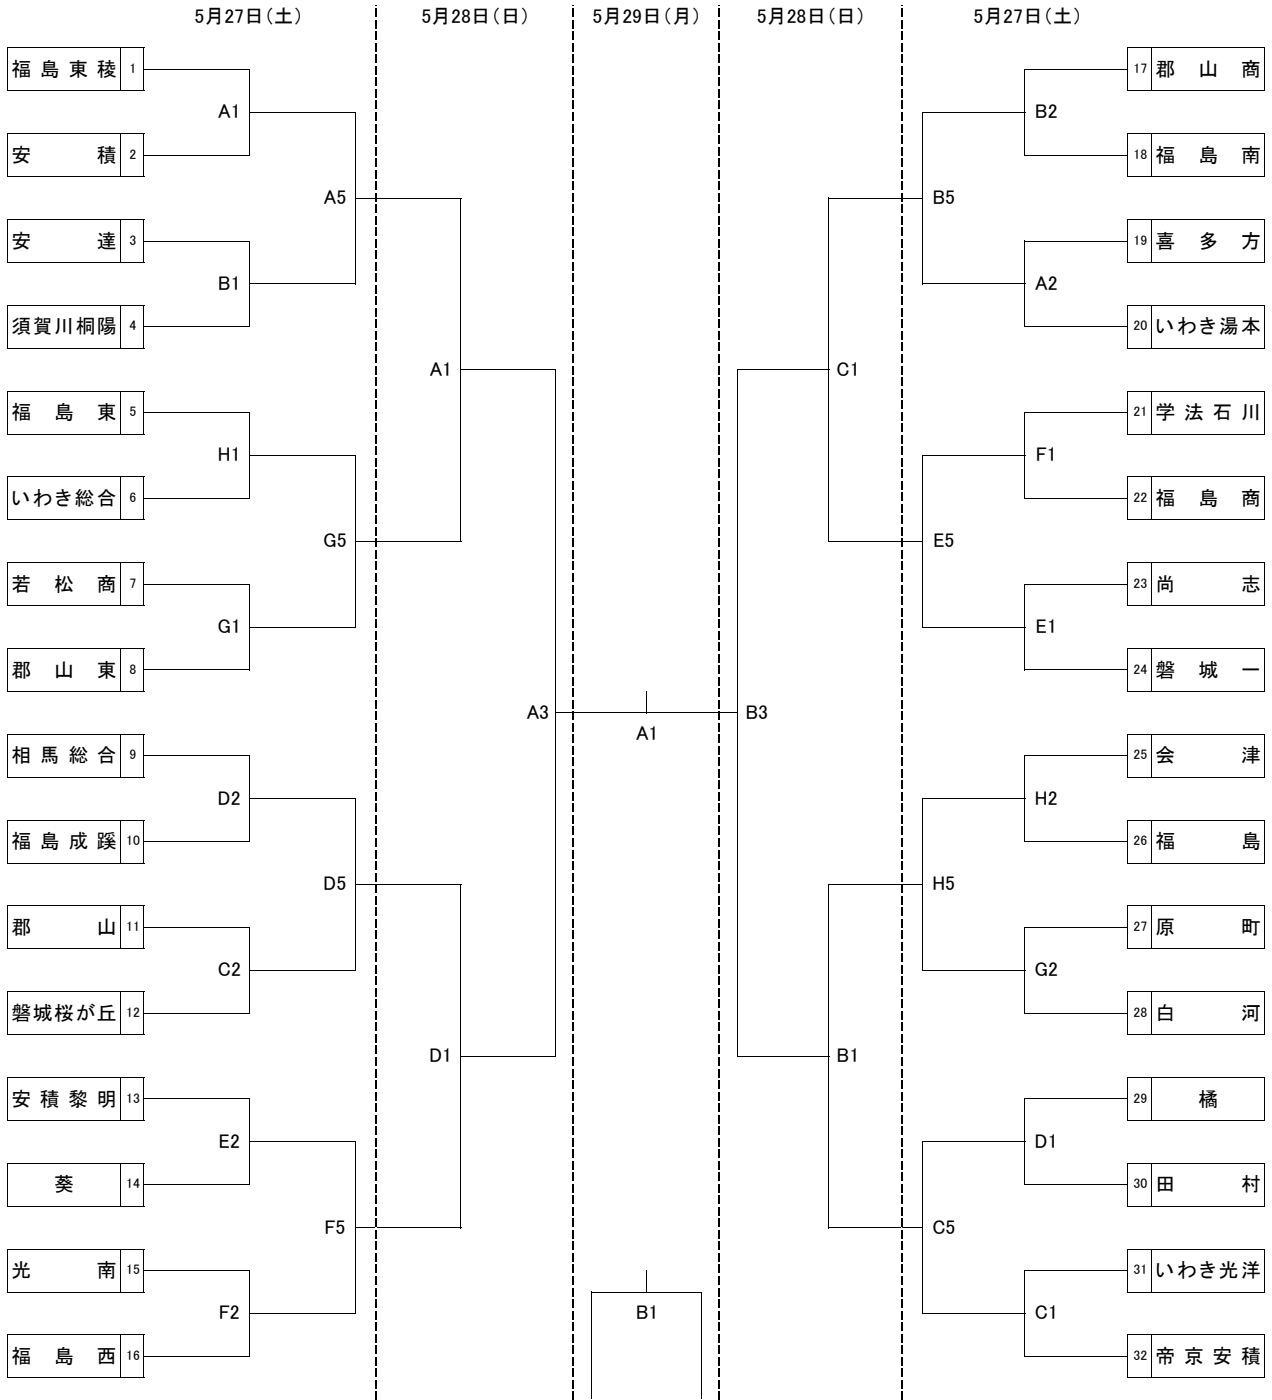 5月27日(土) 5月28日(日) 5月29日(月) 5月28日(日) 5月27日(土)
福島東稜 1
A1
安積 2
A5
安達 3
B1
須賀川桐陽 4
A1
福島東 5
H1
いわき総合 6
G5
若松商 7
G1
郡山東 8
A3
相馬総合 9
D2
福島成蹊 10
D5
郡山 11
C2
磐城桜が丘 12
D1
安積黎明 13
E2
葵 14
F5
光南 15
F2
福島西 16
A1
B1
17 郡山商
B2
18 福島南
B5
19 喜多方
A2
20 いわき湯本
C1
21 学法石川
F1
22 福島商
E5
23 尚志
E1
24 磐城一
B3
25 会津
H2
26 福島
H5
27 原町
G2
28 白河
B1
29 橘
D1
30 田村
C5
31 いわき光洋
C1
32 帝京安積